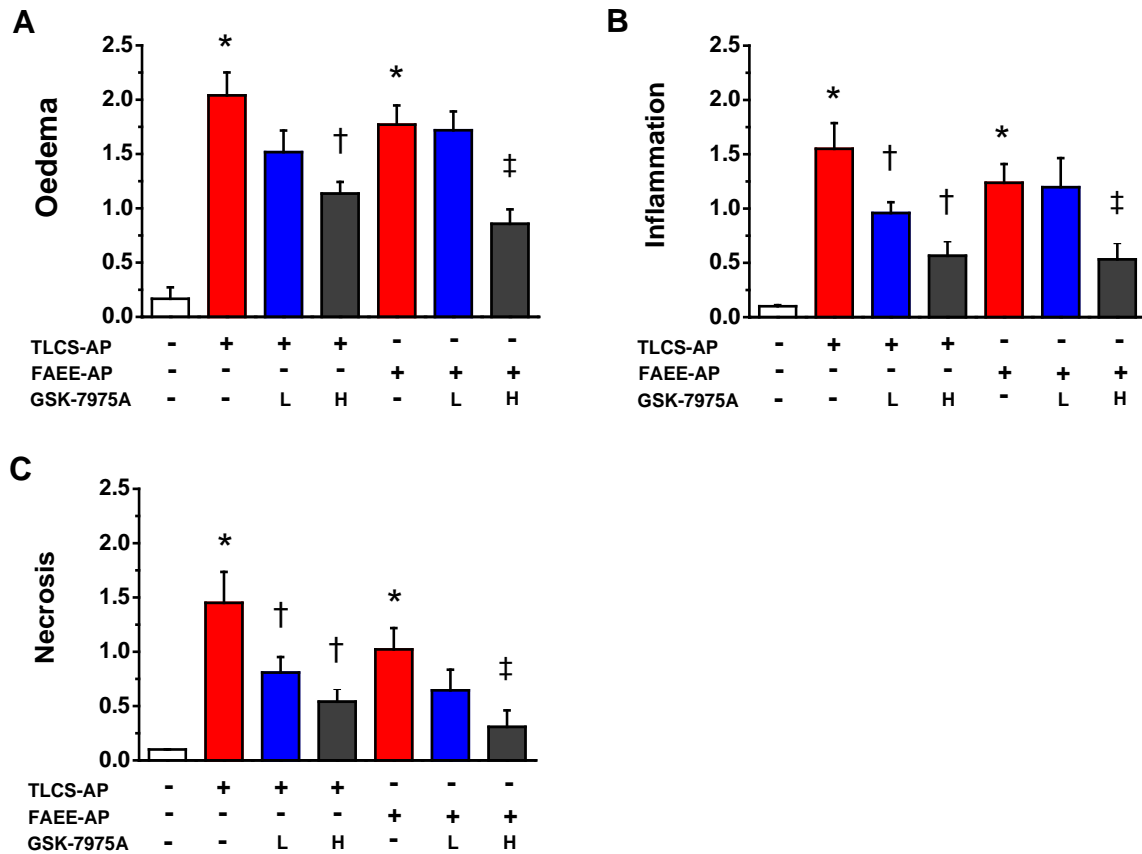 A
Oedema
2.5
2.0
1.5
1.0
0.5
0.0
* † * ‡
TLCS-AP - + + + - - -
FAEE-AP - - - - + + +
GSK-7975A - - L H - L H
B
Inflammation
2.5
2.0
1.5
1.0
0.5
0.0
* † † * ‡
TLCS-AP - + + + - - -
FAEE-AP - - - - + + +
GSK-7975A - - L H - L H
C
Necrosis
2.5
2.0
1.5
1.0
0.5
0.0
* † † * ‡
TLCS-AP - + + + - - -
FAEE-AP - - - - + + +
GSK-7975A - - L H - L H